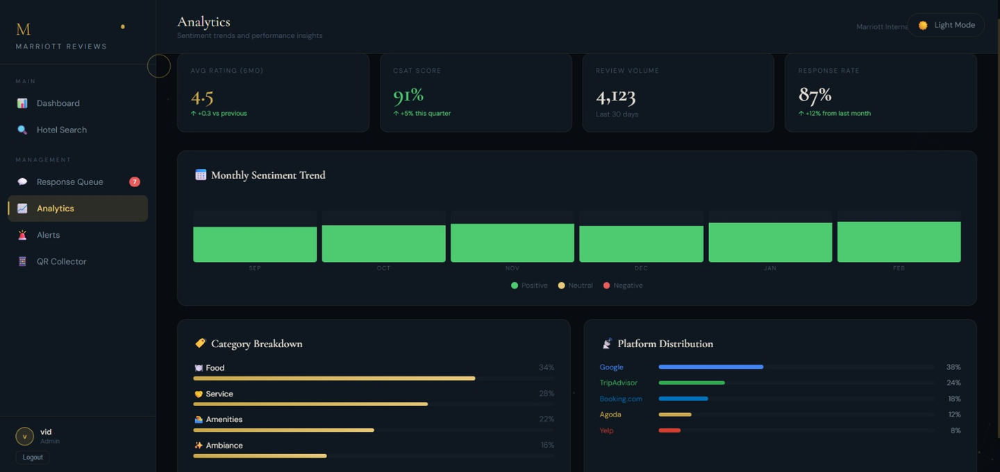 M
MARRIOTT REVIEWS
MAIN
Dashboard
Hotel Search
MANAGEMENT
Response Queue 7
Analytics
Alerts
QR Collector
v
vid
Admin
Logout
Analytics
Sentiment trends and performance insights
Marriott Interna
Light Mode
AVG RATING (6MO)
4.5
↑ +0.3 vs previous
CSAT SCORE
91%
↑ +5% this quarter
REVIEW VOLUME
4,123
Last 30 days
RESPONSE RATE
87%
↑ +12% from last month
Monthly Sentiment Trend
SEP OCT NOV DEC JAN FEB
Positive Neutral Negative
Category Breakdown
Food 34%
Service 28%
Amenities 22%
Ambiance 16%
Platform Distribution
Google 38%
TripAdvisor 24%
Booking.com 18%
Agoda 12%
Yelp 8%